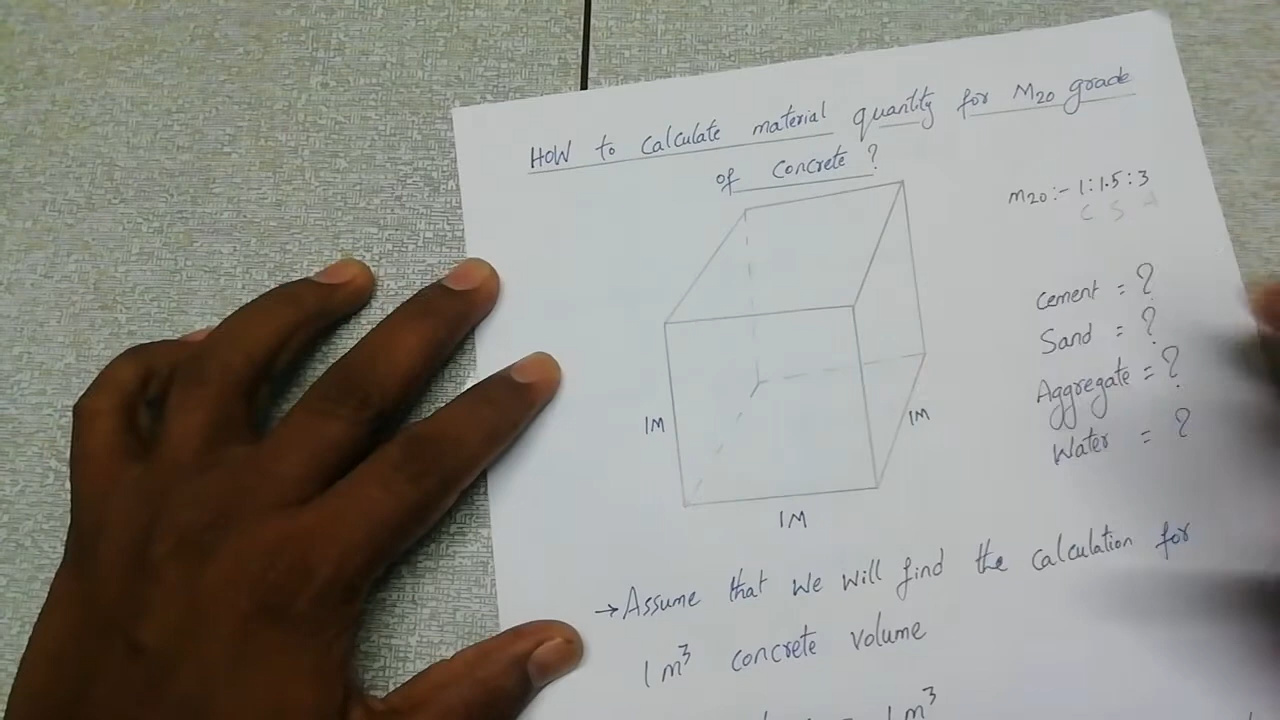 HOW to calculate material quantity for M20 grade
of concrete ?
M20 :- 1 : 1.5 : 3
C S A
Cement = ?
Sand = ?
Aggregate = ?
Water = ?
1M
1M
1M
→ Assume that we will find the calculation for
1m³ concrete volume
= 1m³